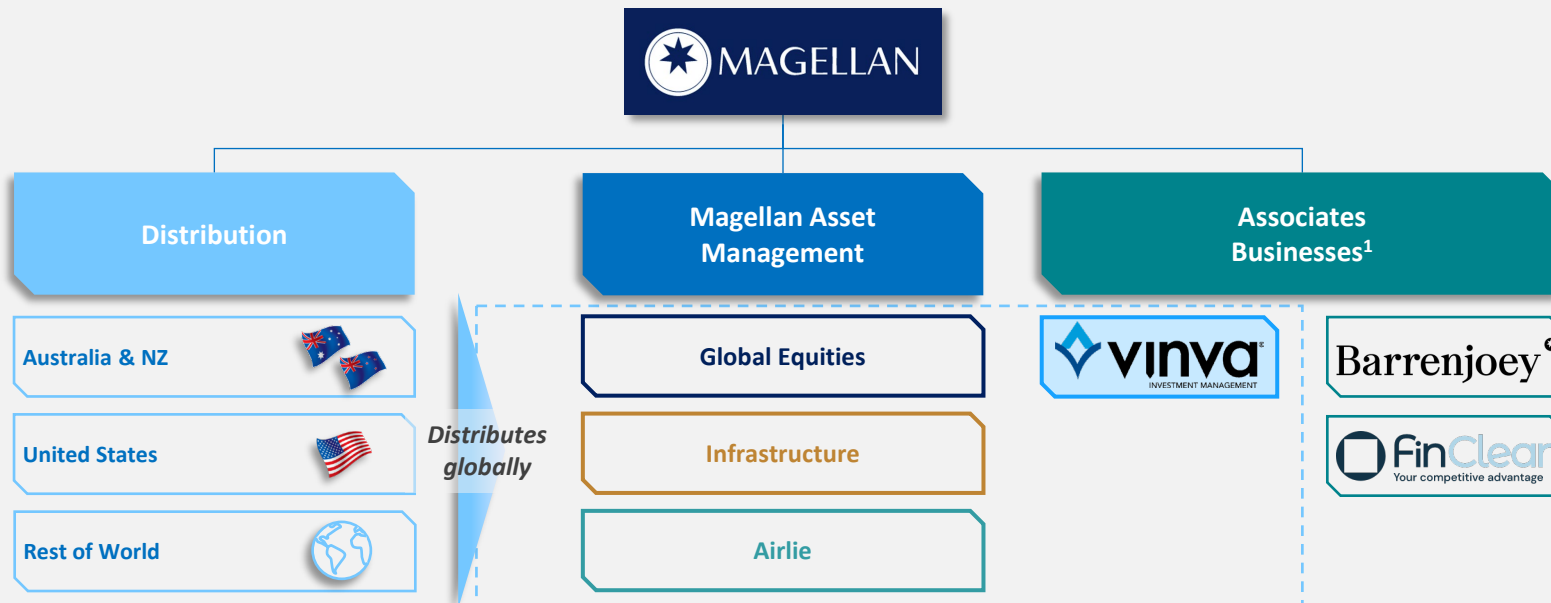 MAGELLAN
Distribution
Magellan Asset
Management
Associates
Businesses¹
Australia & NZ
United States
Rest of World
Distributes
globally
Global Equities
Infrastructure
Airlie
vinva®
INVESTMENT MANAGEMENT
Barrenjoey
FinClear
Your competitive advantage